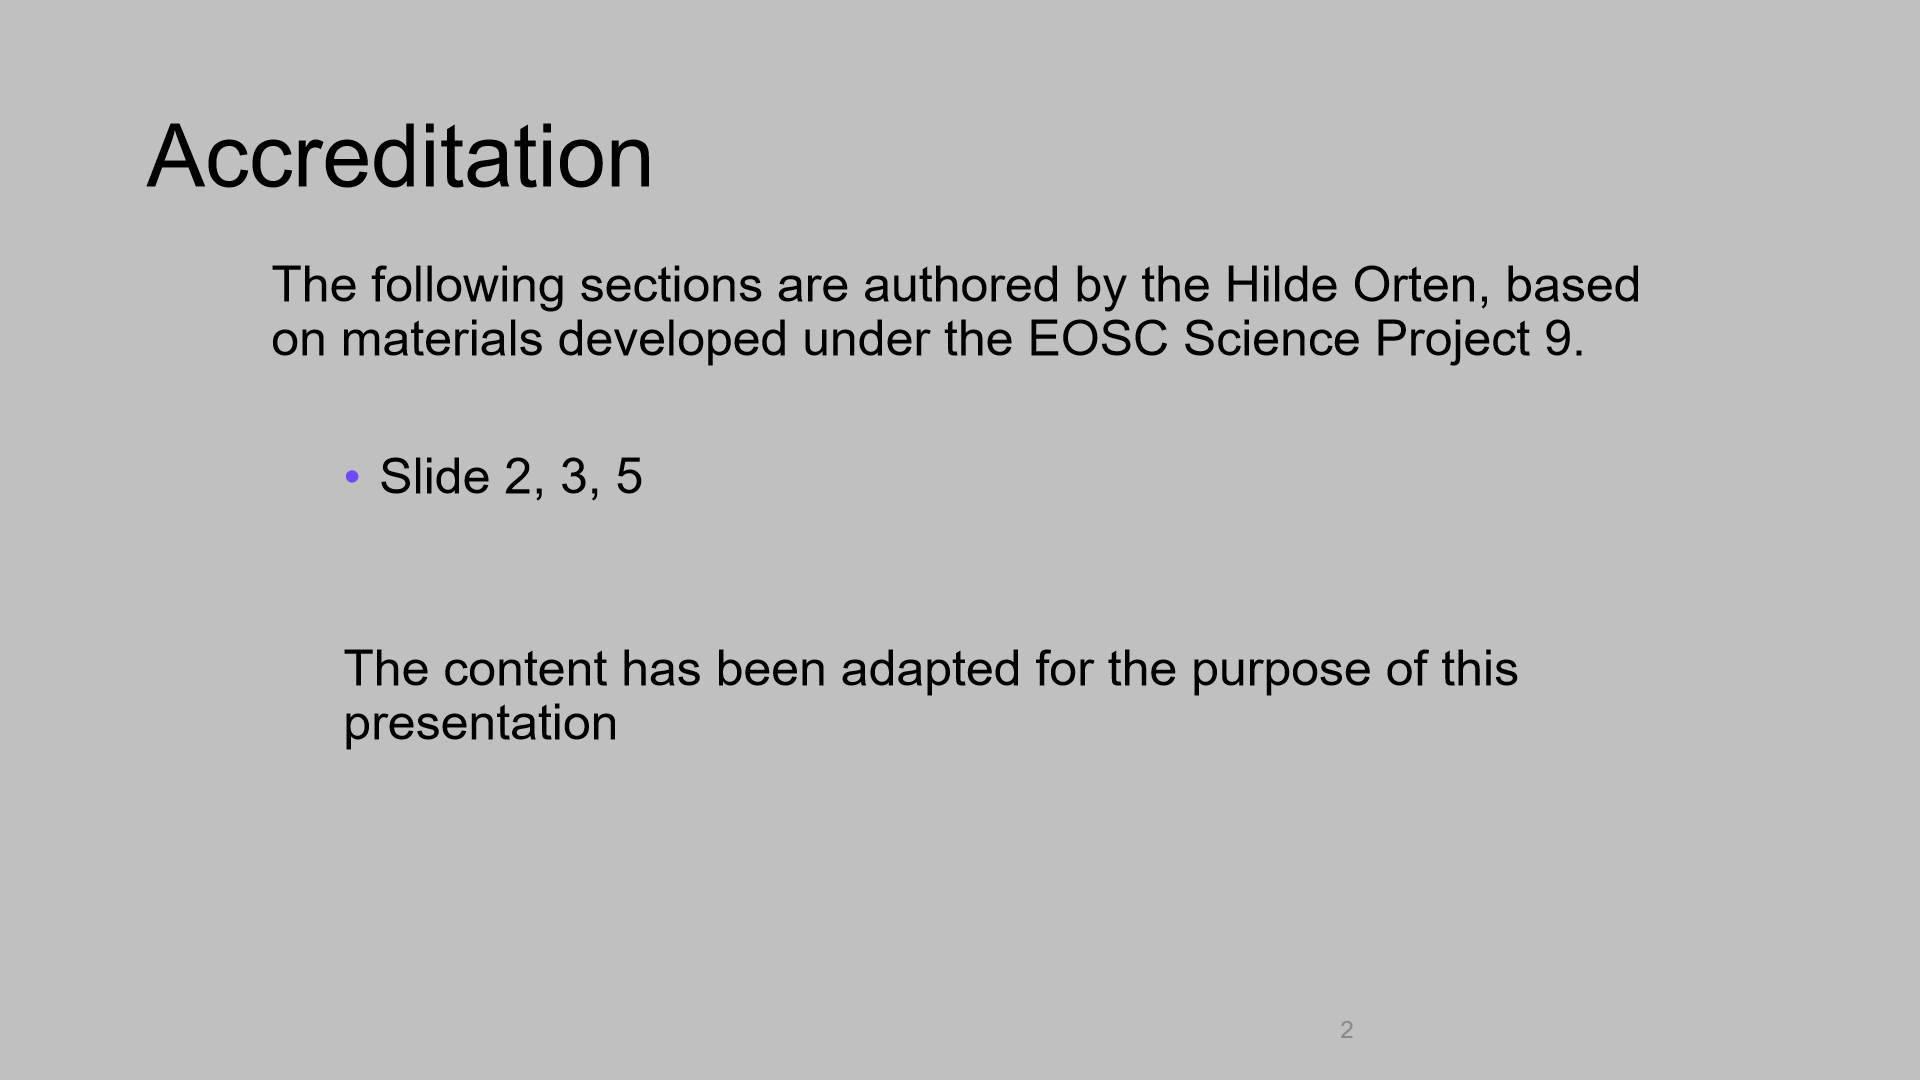 Accreditation
The following sections are authored by the Hilde Orten, based
on materials developed under the EOSC Science Project 9.
• Slide 2, 3, 5
The content has been adapted for the purpose of this
presentation
2